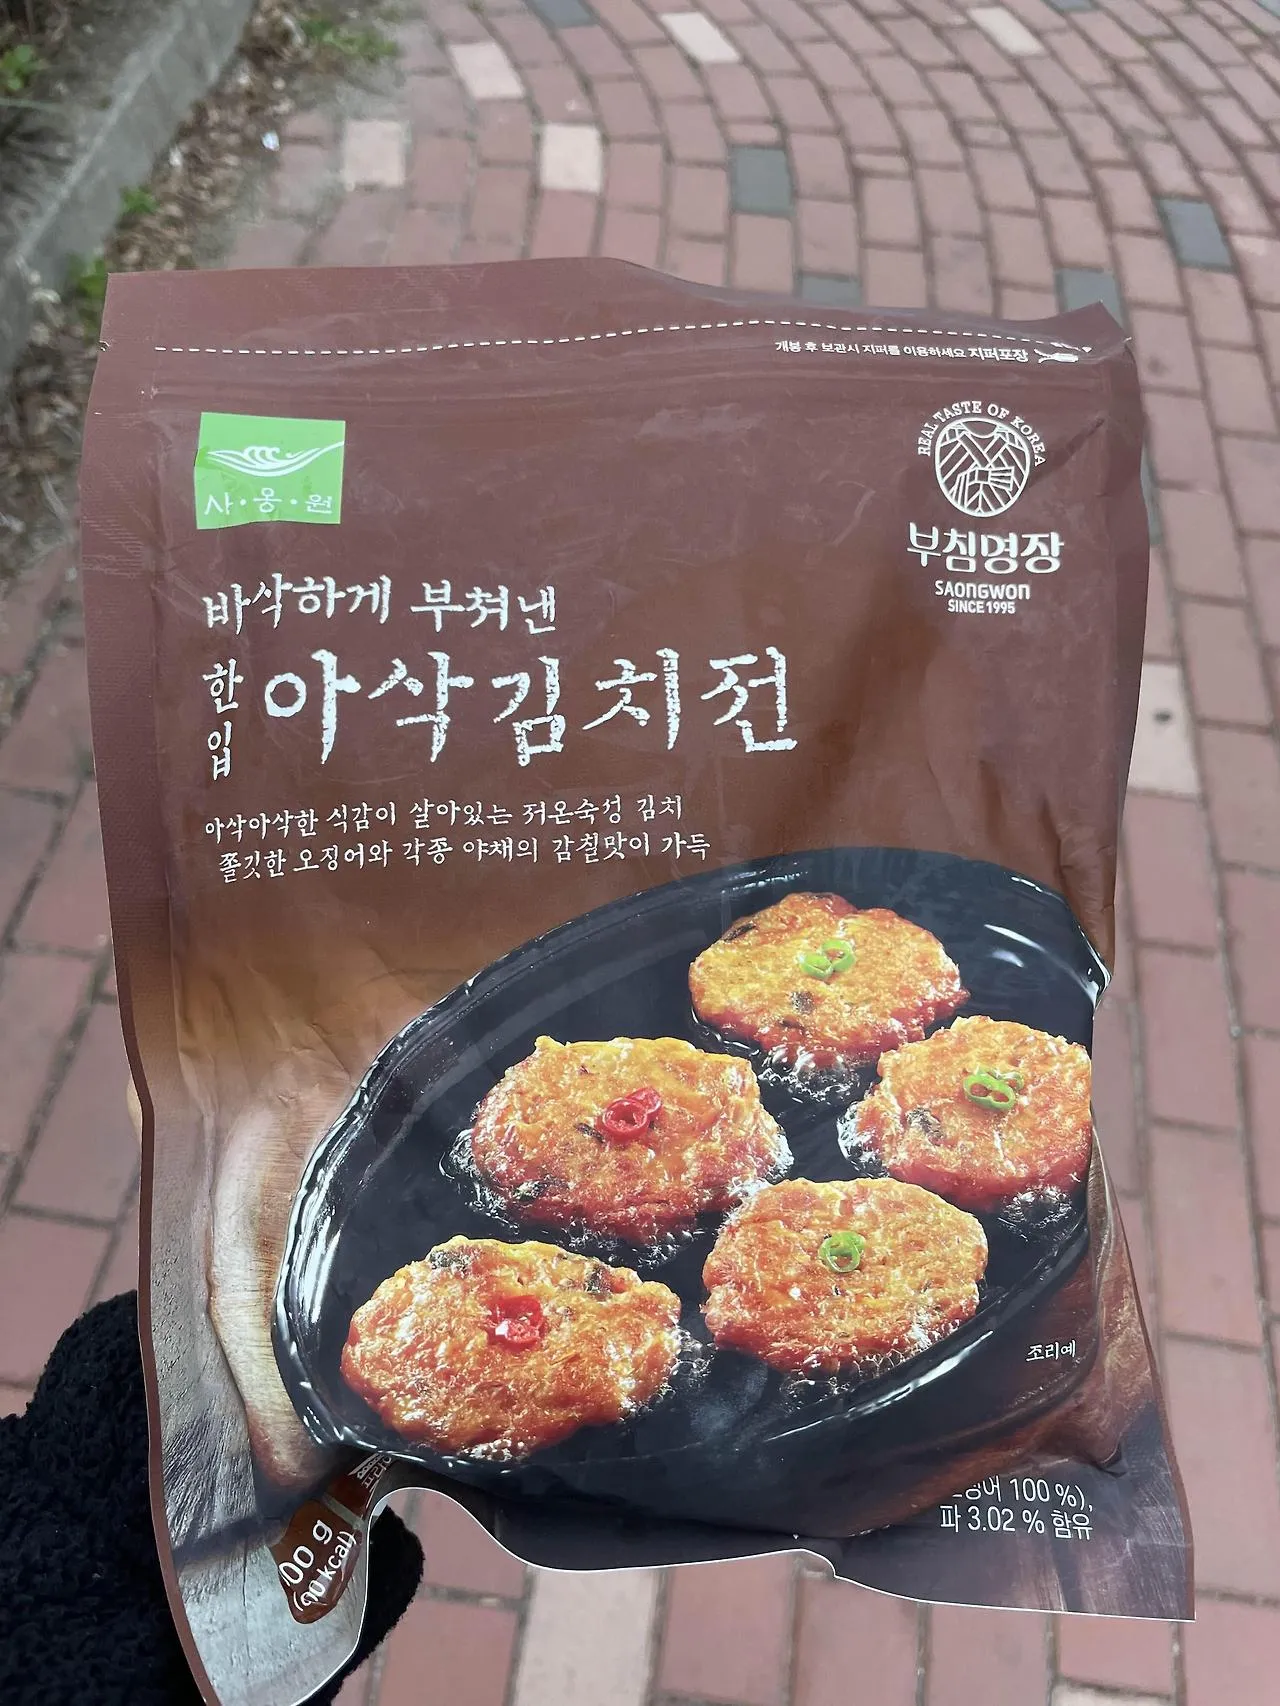 개봉 후 보관시 지퍼를 이용하세요 지퍼포장
사·옹·원
REAL TASTE OF KOREA
부침명장
SAONGWON
SINCE 1995
바삭하게 부쳐낸
한입 아삭김치전
아삭아삭한 식감이 살아있는 저온숙성 김치
쫄깃한 오징어와 각종 야채의 감칠맛이 가득
조리예
100 %),
파 3.02 % 함유
00 g
kcal)